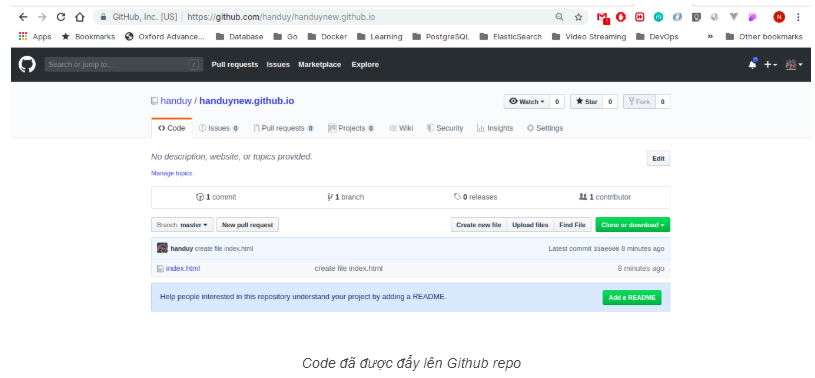 GitHub, Inc. [US] | https://github.com/handuy/handuynew.github.io
Apps Bookmarks Oxford Advance... Database Go Docker Learning PostgreSQL ElasticSearch Video Streaming DevOps » Other bookmarks
Search or jump to... / Pull requests Issues Marketplace Explore
handuy / handuynew.github.io Watch 0 Star 0 Fork 0
Code Issues 0 Pull requests 0 Projects 0 Wiki Security Insights Settings
No description, website, or topics provided. Edit
Manage topics
1 commit 1 branch 0 releases 1 contributor
Branch: master New pull request Create new file Upload files Find File Clone or download
handuy create file index.html Latest commit 8 minutes ago
index.html create file index.html 8 minutes ago
Help people interested in this repository understand your project by adding a README. Add a README
Code đã được đẩy lên Github repo